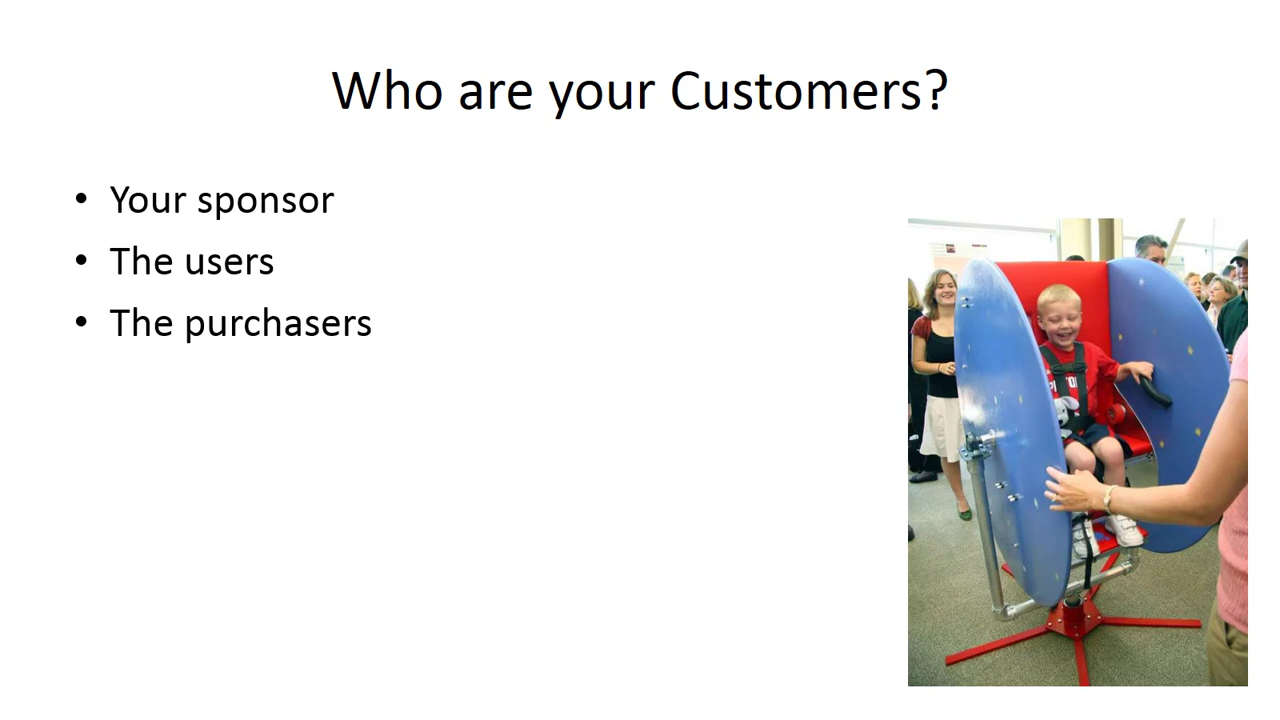 Who are your Customers?
• Your sponsor
• The users
• The purchasers